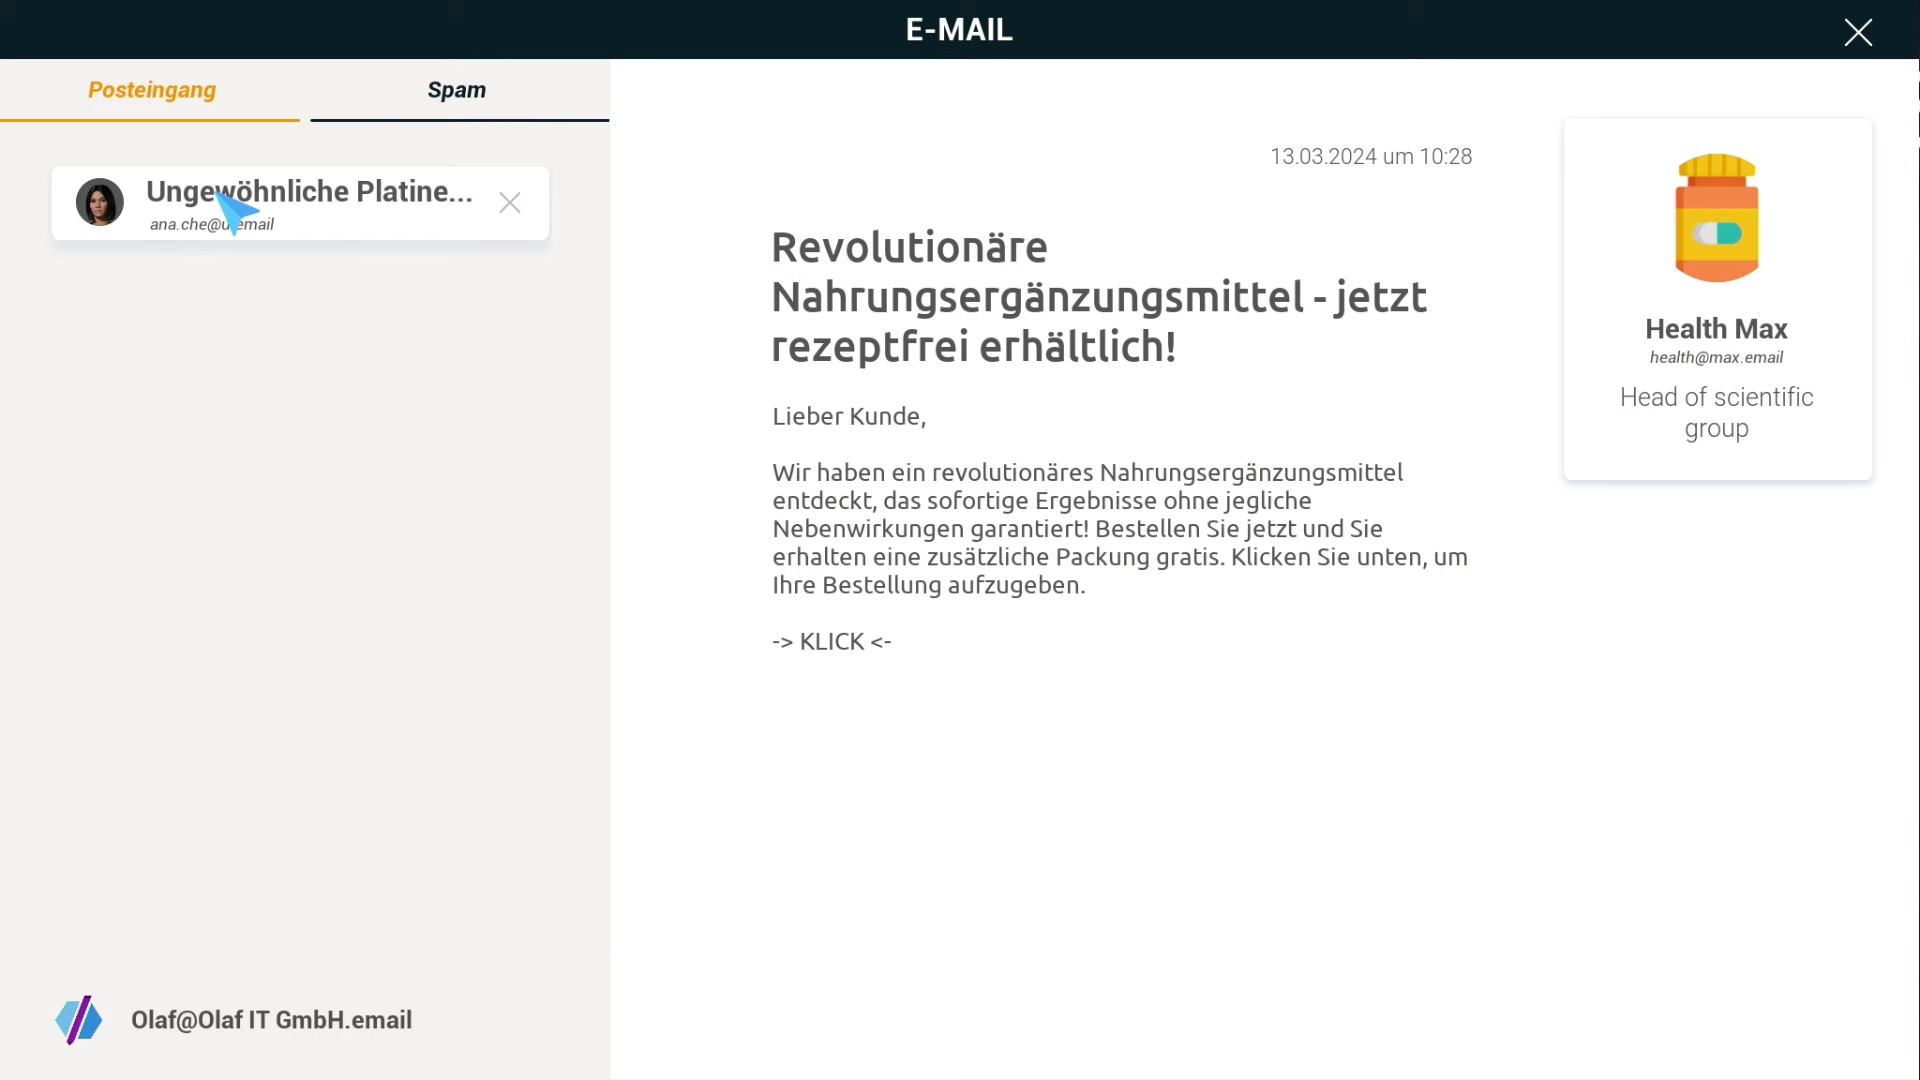 E-MAIL
Posteingang
Spam
Ungewöhnliche Platine...
13.03.2024 um 10:28
Revolutionäre
Nahrungsergänzungsmittel - jetzt
rezeptfrei erhältlich!
Lieber Kunde,
Wir haben ein revolutionäres Nahrungsergänzungsmittel
entdeckt, das sofortige Ergebnisse ohne jegliche
Nebenwirkungen garantiert! Bestellen Sie jetzt und Sie
erhalten eine zusätzliche Packung gratis. Klicken Sie unten, um
Ihre Bestellung aufzugeben.
-> KLICK <-
Health Max
health@max.email
Head of scientific
group
Olaf@Olaf IT GmbH.email